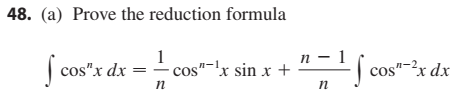 48. (a) Prove the reduction formula
∫ cosⁿx dx = 1/n cosⁿ⁻¹x sin x + (n − 1)/n ∫ cosⁿ⁻²x dx